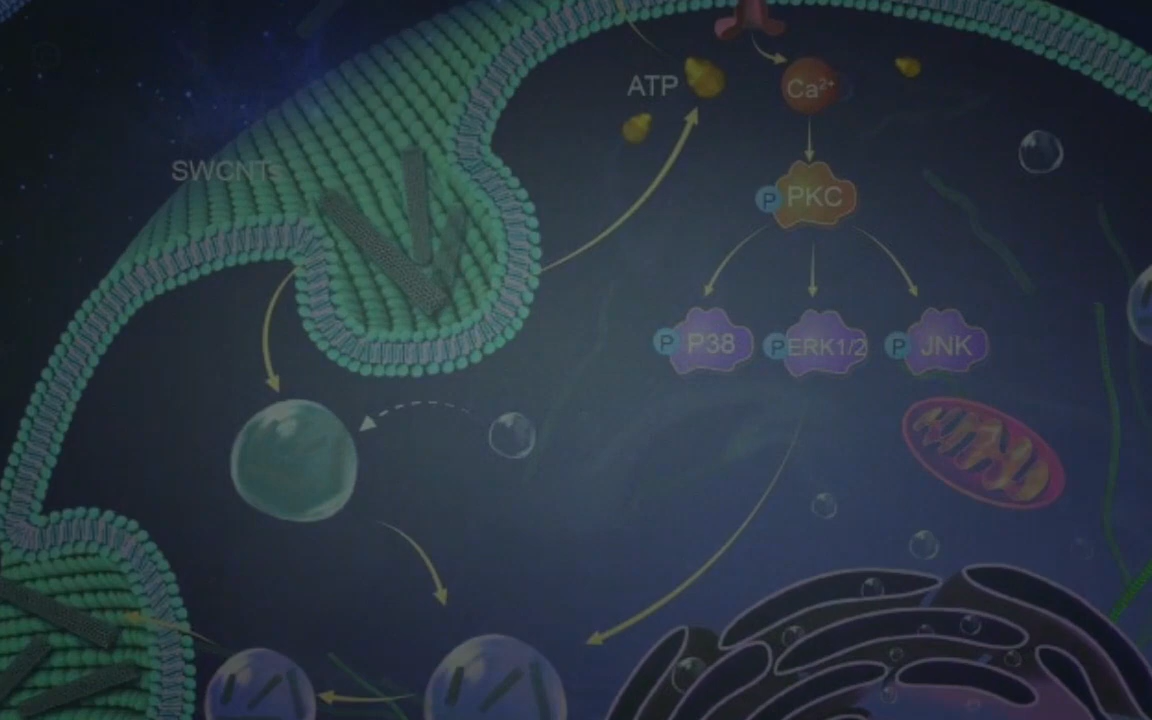 ATP
Ca²⁺
SWCNTs
P PKC
P P38
P ERK1/2
P JNK